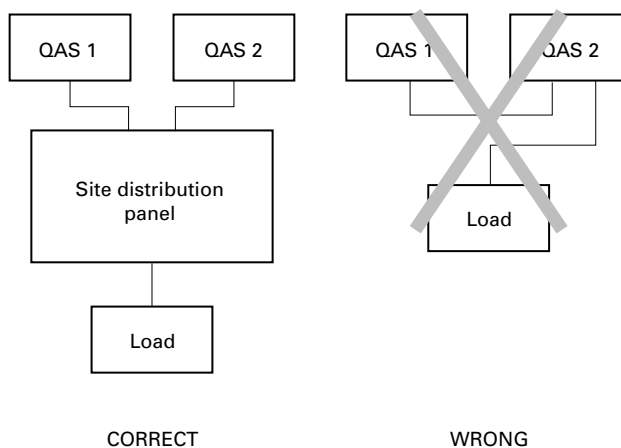 QAS 1
QAS 2
Site distribution
panel
Load
CORRECT
QAS 1
QAS 2
Load
WRONG